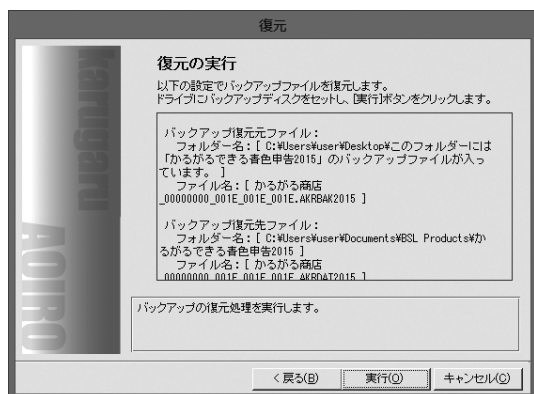 復元
karugaru
AOIRO
復元の実行
以下の設定でバックアップファイルを復元します。
ドライブにバックアップディスクをセットし、[実行]ボタンをクリックします。
バックアップ復元元ファイル：
フォルダー名：[ C:¥Users¥user¥Desktop¥このフォルダーには
「かるがるできる青色申告2015」のバックアップファイルが入っ
ています。 ]
ファイル名：[ かるがる商店
_00000000_001E_001E_001E.AKRBAK2015 ]
バックアップ復元先ファイル：
フォルダー名：[ C:¥Users¥user¥Documents¥BSL Products¥か
るがるできる青色申告2015 ]
ファイル名：[ かるがる商店
_00000000_001E_001E_001E.AKRDAT2015 ]
バックアップの復元処理を実行します。
< 戻る(B)
実行(O)
キャンセル(C)